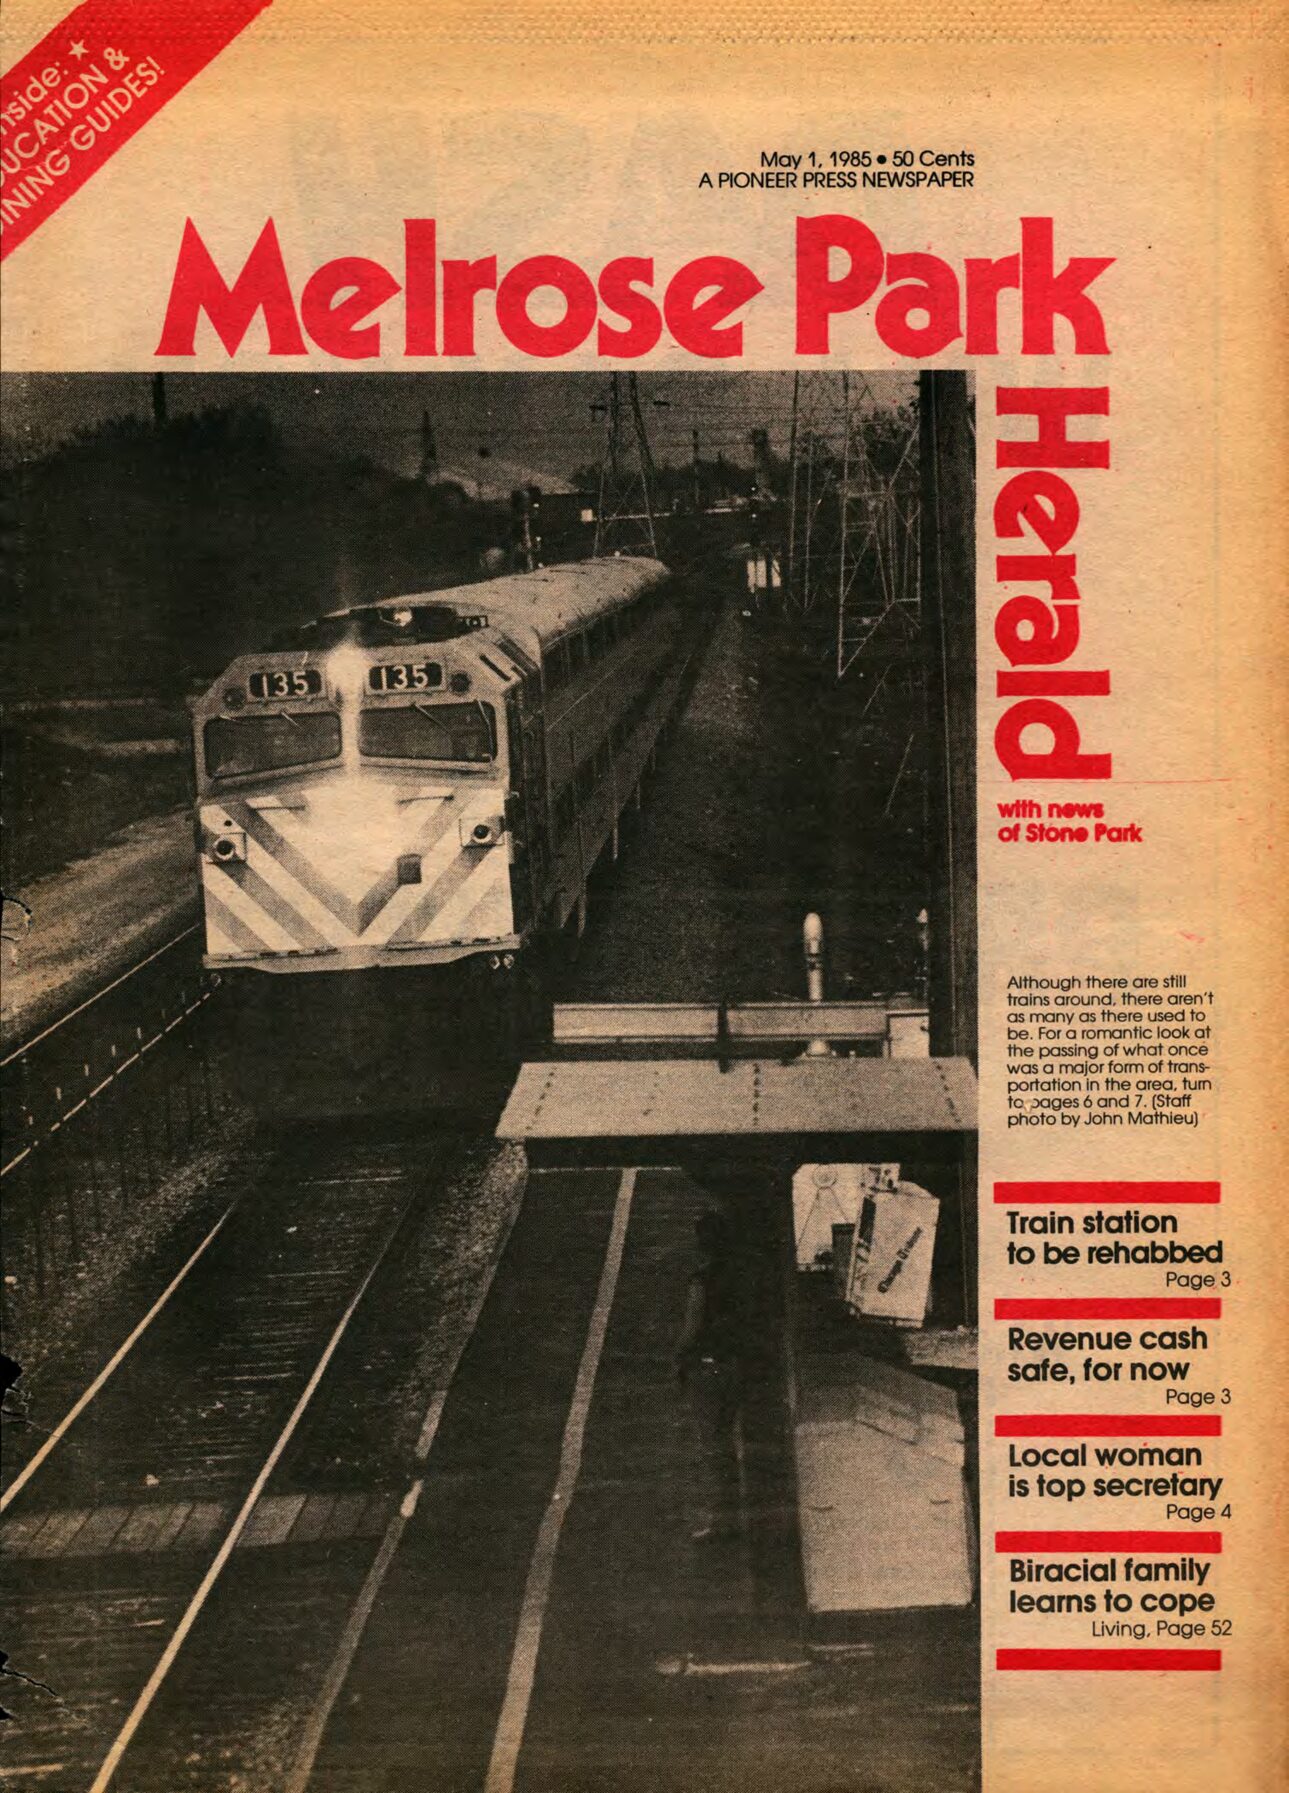 nside: ★
UCATION &
INING GUIDES!
May 1, 1985 • 50 Cents
A PIONEER PRESS NEWSPAPER
Melrose Park
Herald
with news
of Stone Park
135 135
Although there are still
trains around, there aren't
as many as there used to
be. For a romantic look at
the passing of what once
was a major form of trans-
portation in the area, turn
to pages 6 and 7. (Staff
photo by John Mathieu)
Train station
to be rehabbed
Page 3
Revenue cash
safe, for now
Page 3
Local woman
is top secretary
Page 4
Biracial family
learns to cope
Living, Page 52